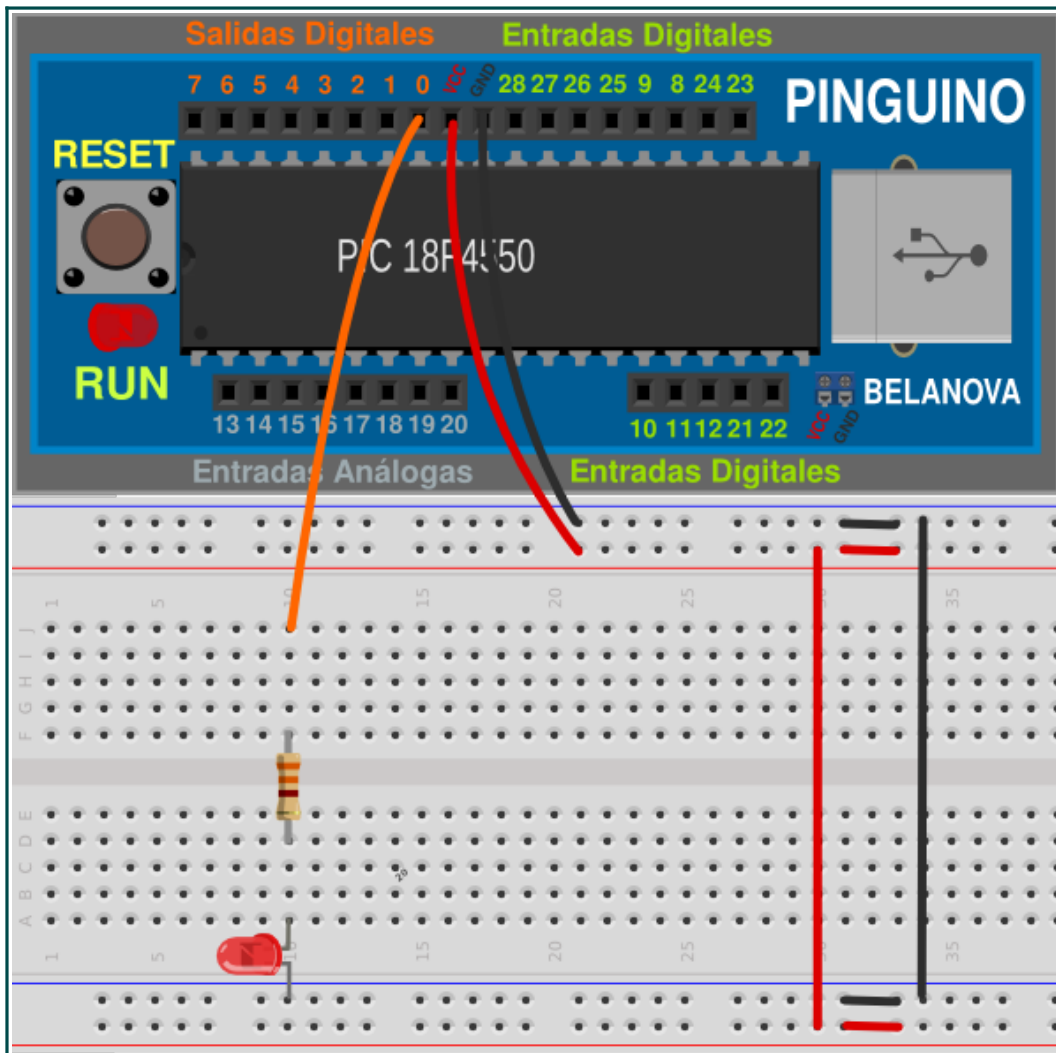 Salidas Digitales Entradas Digitales
7 6 5 4 3 2 1 0 VCC GND 28 27 26 25 9 8 24 23
PINGUINO
RESET
PIC 18F4550
RUN
13 14 15 16 17 18 19 20
10 11 12 21 22
VCC GND
BELANOVA
Entradas Análogas Entradas Digitales
1 5 10 15 20 25 30 35
J
I
H
G
F
E
D
C
20
B
A
1 5 10 15 20 25 30 35